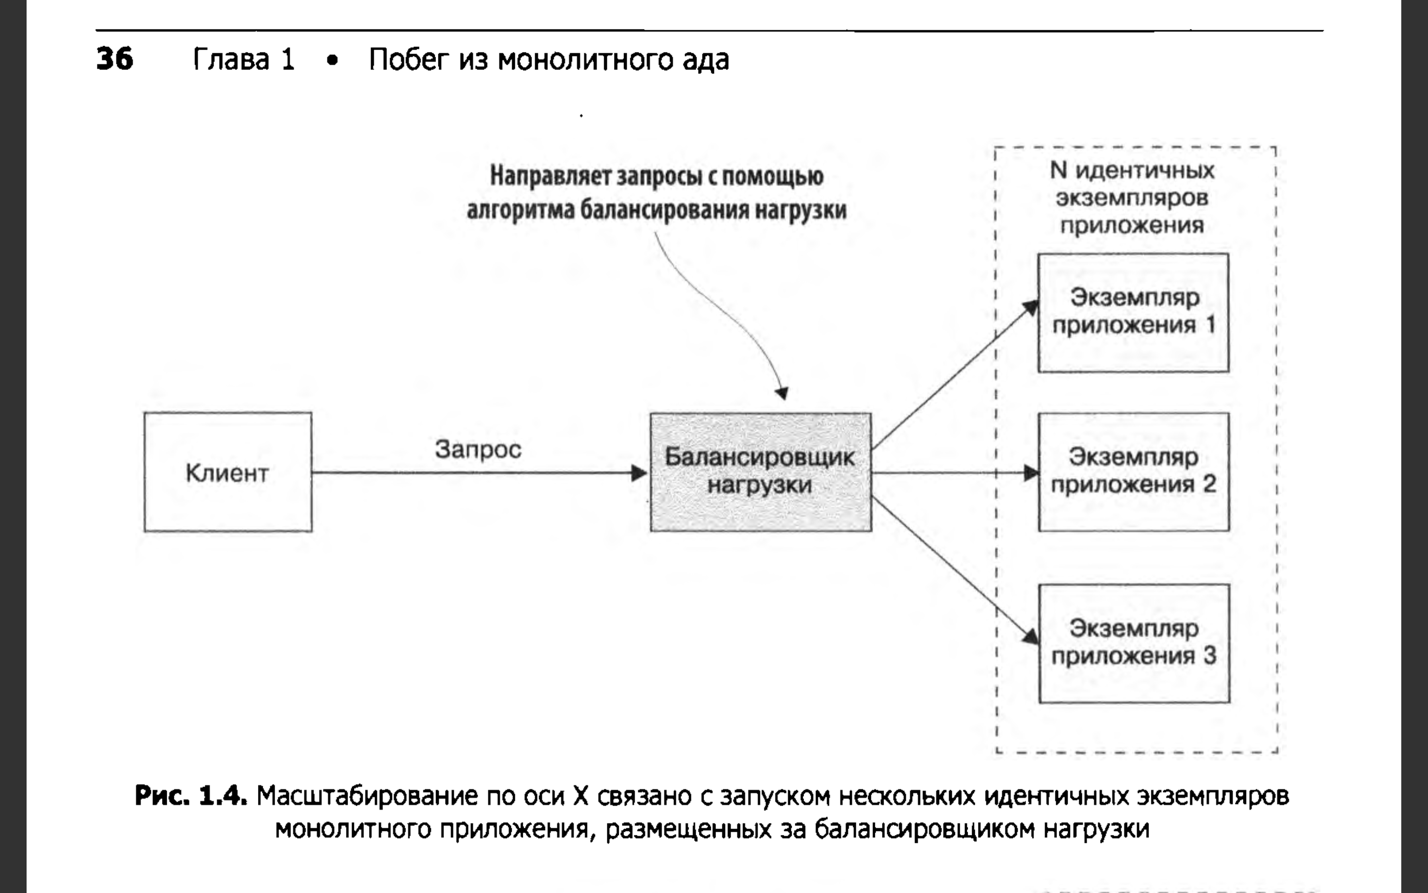 36 Глава 1 • Побег из монолитного ада
Направляет запросы с помощью
алгоритма балансирования нагрузки
N идентичных
экземпляров
приложения
Экземпляр
приложения 1
Клиент
Запрос
Балансировщик
нагрузки
Экземпляр
приложения 2
Экземпляр
приложения 3
Рис. 1.4. Масштабирование по оси X связано с запуском нескольких идентичных экземпляров
монолитного приложения, размещенных за балансировщиком нагрузки